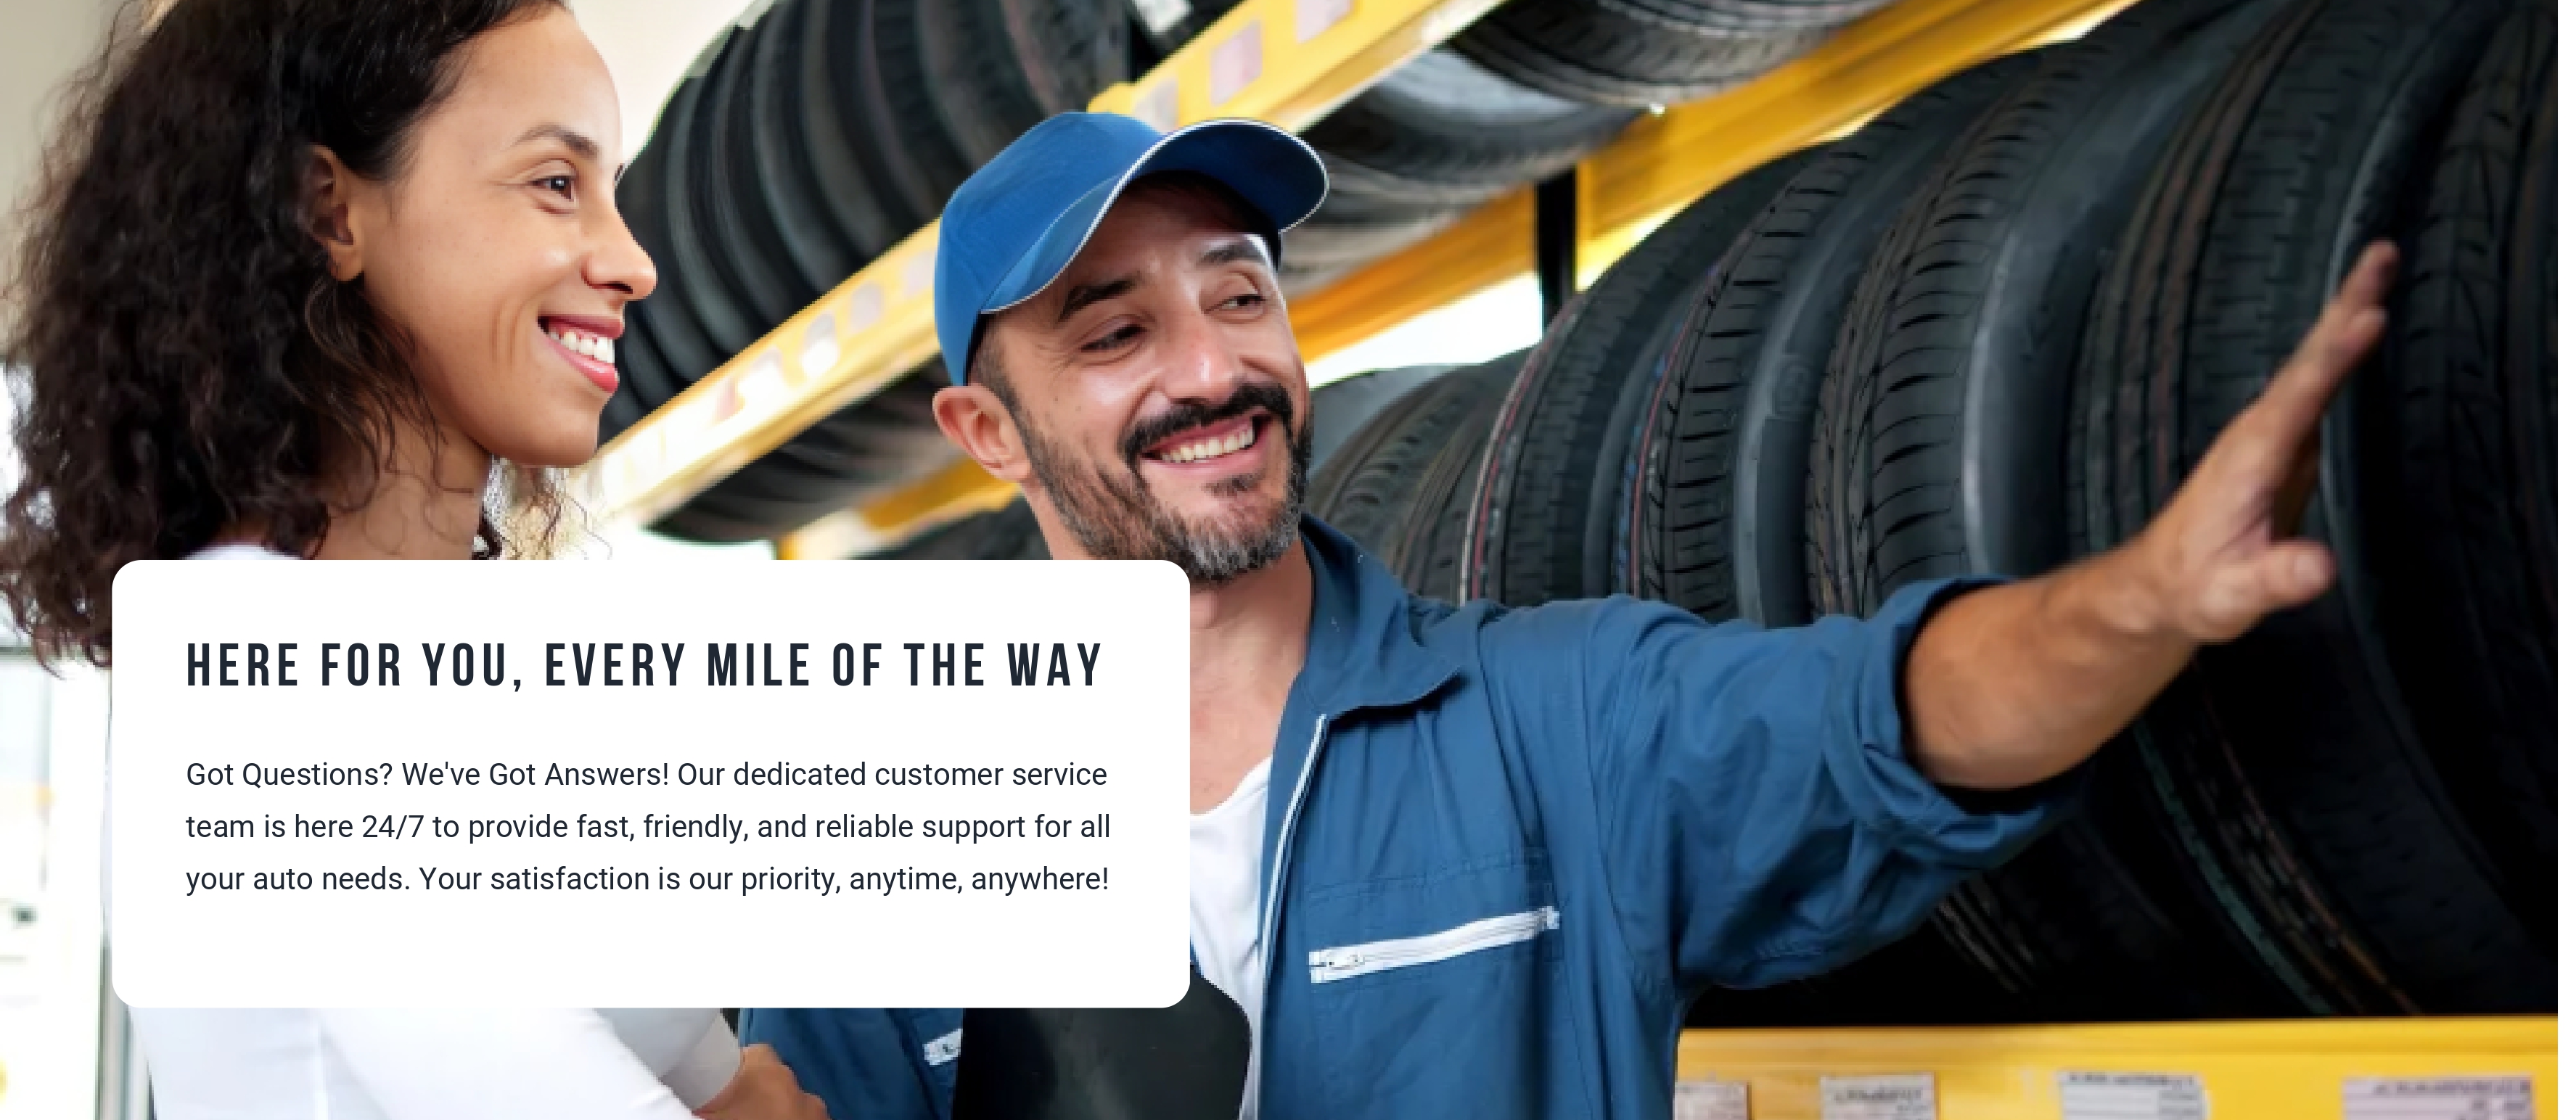 HERE FOR YOU, EVERY MILE OF THE WAY
Got Questions? We've Got Answers! Our dedicated customer service
team is here 24/7 to provide fast, friendly, and reliable support for all
your auto needs. Your satisfaction is our priority, anytime, anywhere!